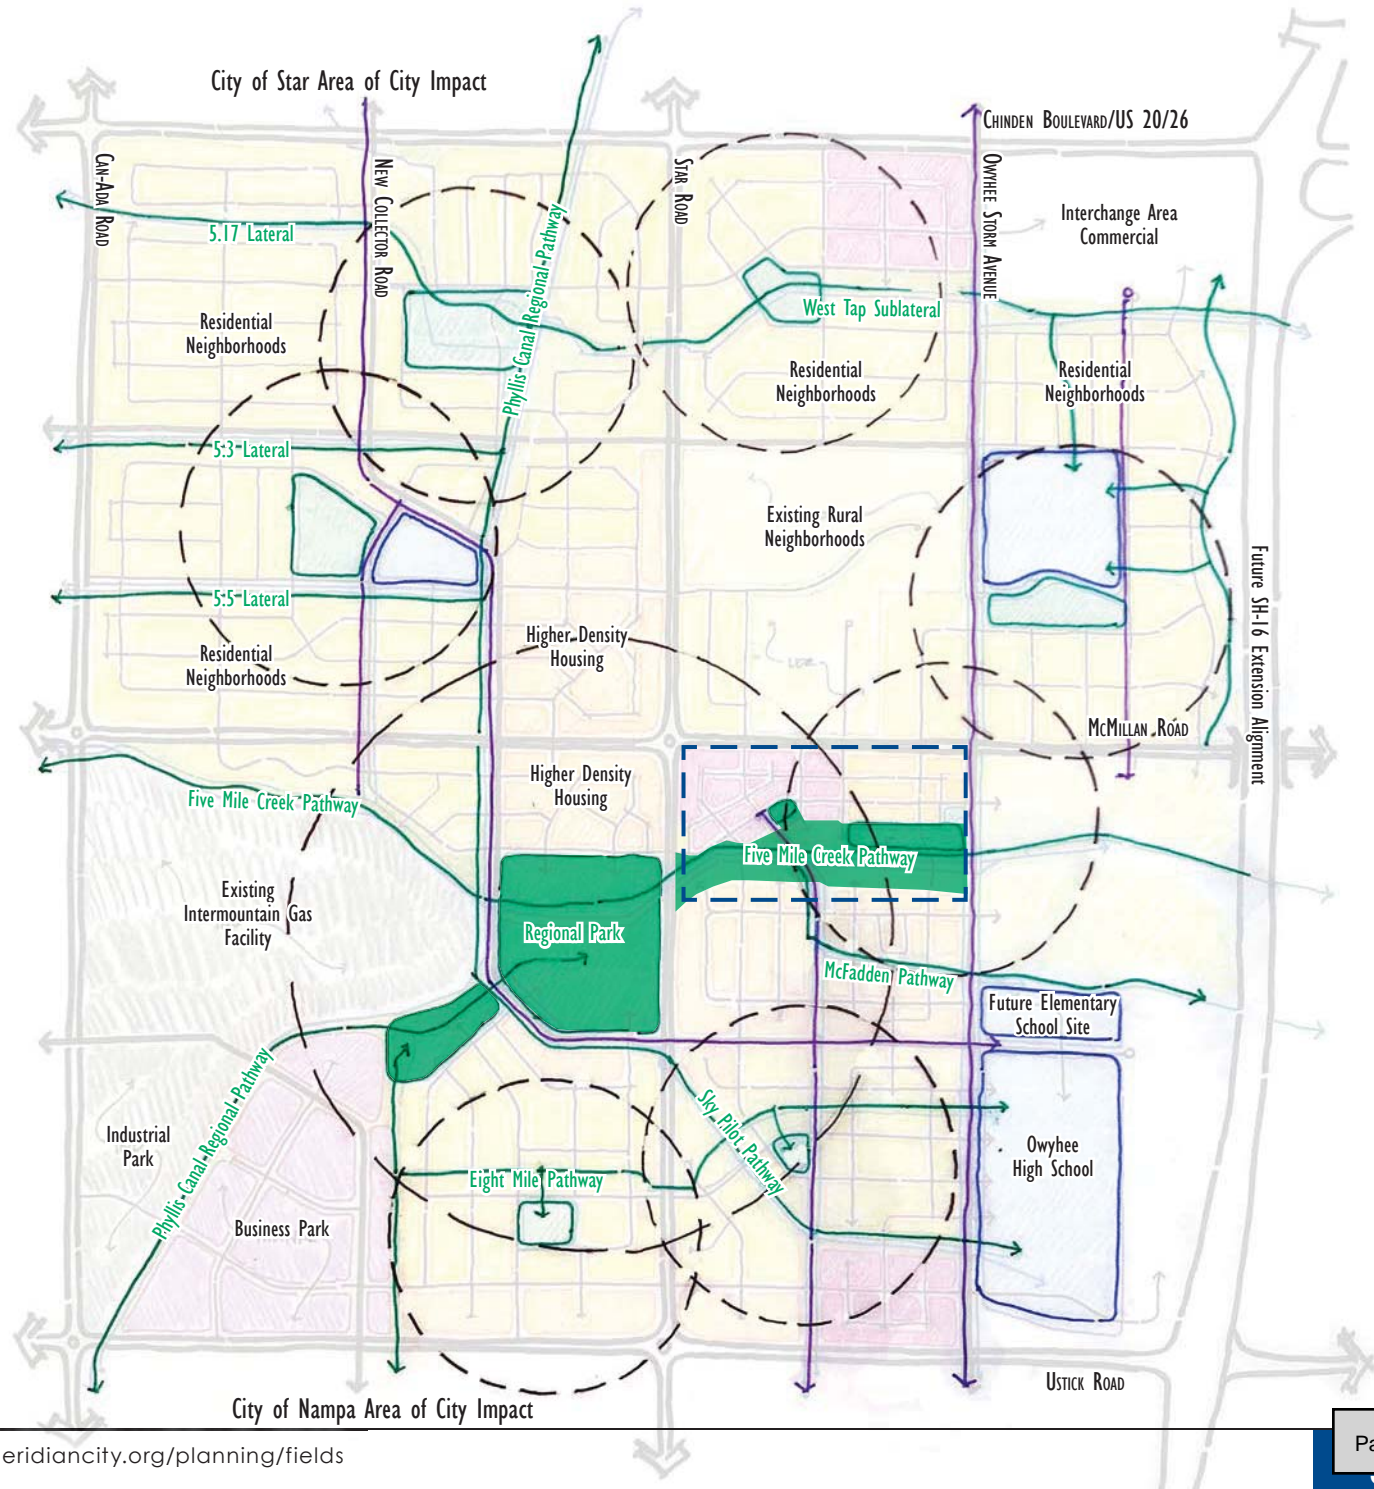 City of Star Area of City Impact
Chinden Boulevard/US 20/26
Can-Ada Road
New Collector Road
Star Road
Owyhee Storm Avenue
Interchange Area
Commercial
5.17 Lateral
Phyllis Canal Regional Pathway
West Tap Sublateral
Residential
Neighborhoods
Residential
Neighborhoods
Residential
Neighborhoods
5.3 Lateral
Existing Rural
Neighborhoods
5.5 Lateral
Future SH-16 Extension Alignment
Residential
Neighborhoods
Higher Density
Housing
McMillan Road
Higher Density
Housing
Five Mile Creek Pathway
Five Mile Creek Pathway
Existing
Intermountain Gas
Facility
Regional Park
McFadden Pathway
Future Elementary
School Site
Phyllis Canal Regional Pathway
Sky Pilot Pathway
Industrial
Park
Owyhee
High School
Eight Mile Pathway
Business Park
Ustick Road
City of Nampa Area of City Impact
eridiancity.org/planning/fields
Pa